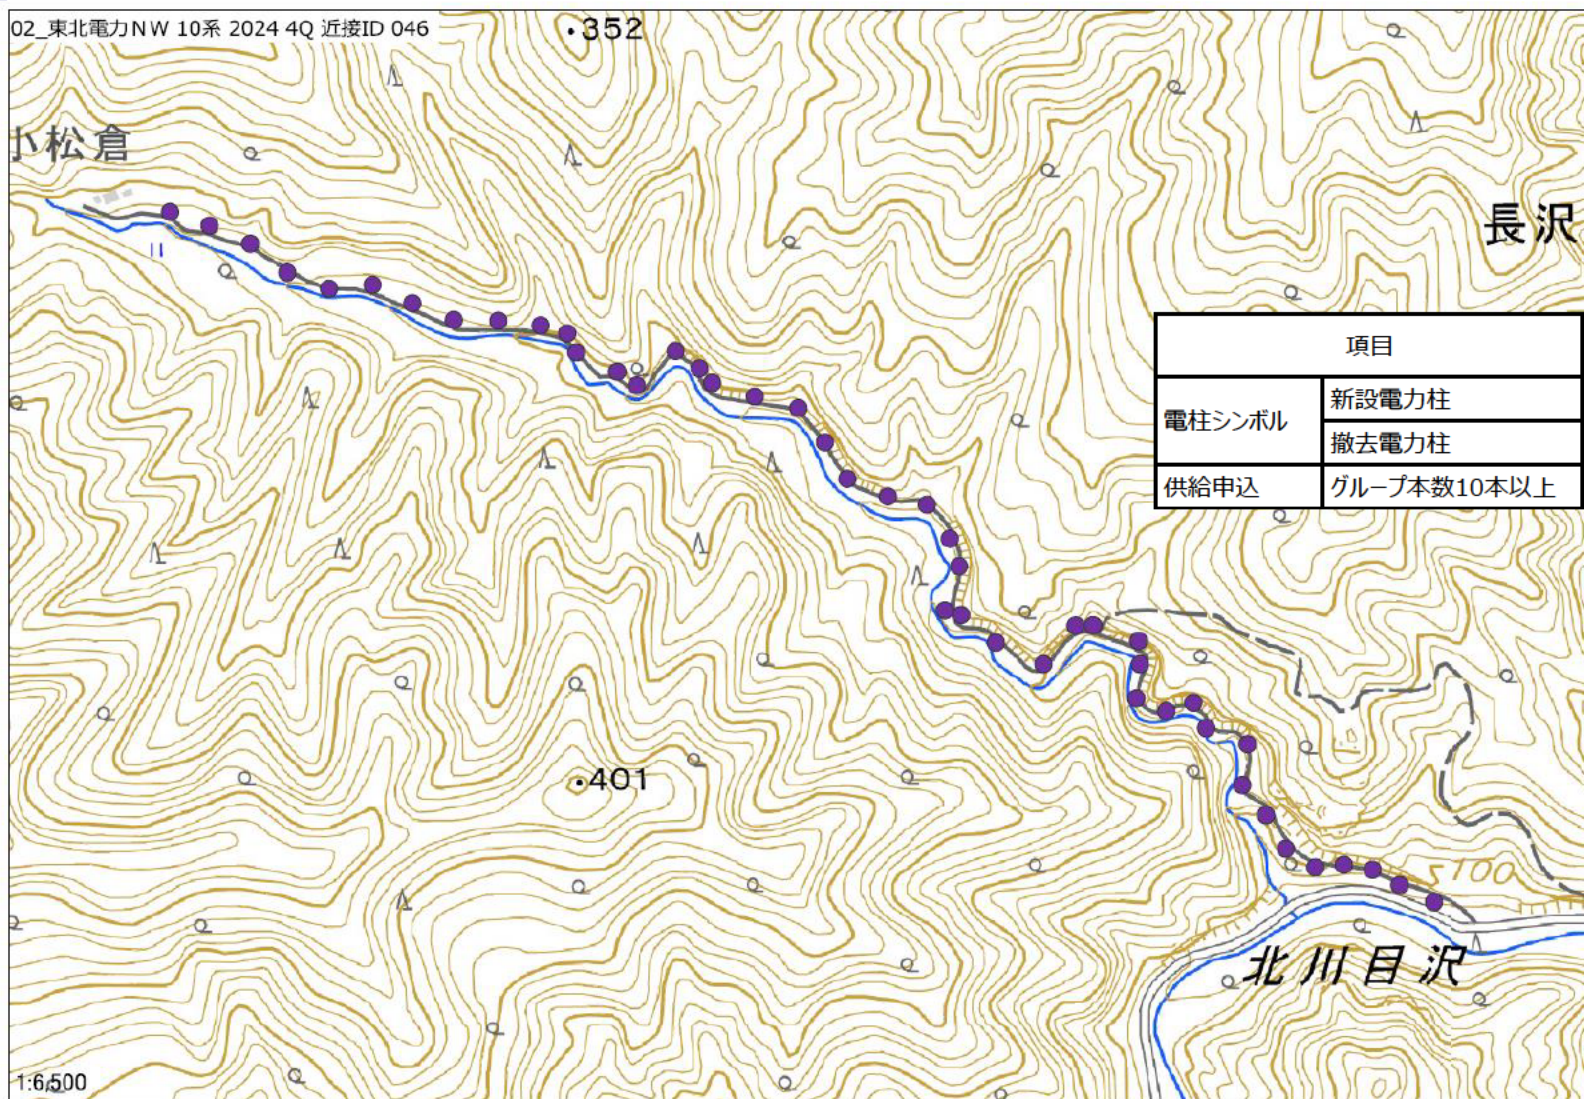 02_東北電力NW 10系 2024 4Q 近接ID 046
352
小松倉
長沢
項目
電柱シンボル
新設電力柱
撤去電力柱
供給申込
グループ本数10本以上
401
100
北川目沢
1:6,500